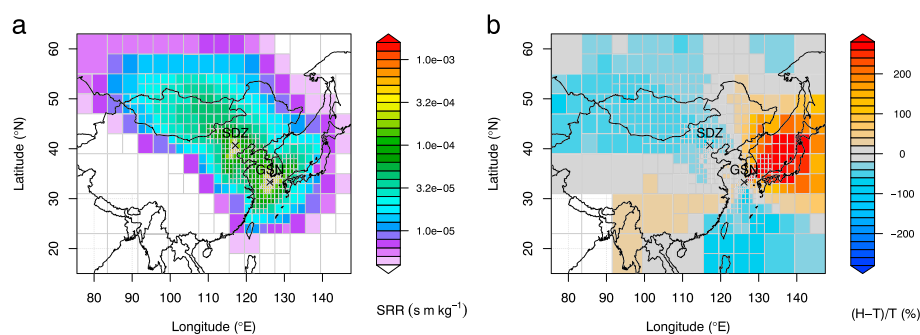 a
b
60
50
40
30
20
Latitude (°N)
SDZ
GSN
80 90 100 110 120 130 140
Longitude (°E)
1.0e−03
3.2e−04
1.0e−04
3.2e−05
1.0e−05
SRR (s m kg−1)
60
50
40
30
20
Latitude (°N)
SDZ
GSN
80 90 100 110 120 130 140
Longitude (°E)
200
100
0
−100
−200
(H−T)/T (%)